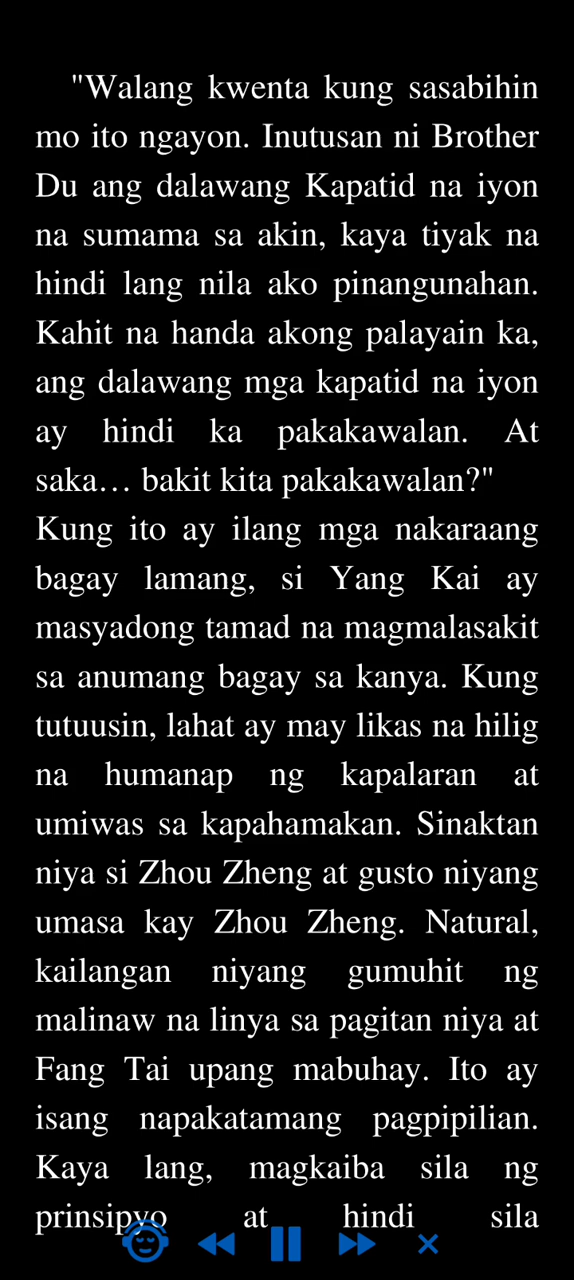 "Walang kwenta kung sasabihin
mo ito ngayon. Inutusan ni Brother
Du ang dalawang Kapatid na iyon
na sumama sa akin, kaya tiyak na
hindi lang nila ako pinangunahan.
Kahit na handa akong palayain ka,
ang dalawang mga kapatid na iyon
ay hindi ka pakakawalan. At
saka… bakit kita pakakawalan?"
Kung ito ay ilang mga nakaraang
bagay lamang, si Yang Kai ay
masyadong tamad na magmalasakit
sa anumang bagay sa kanya. Kung
tutuusin, lahat ay may likas na hilig
na humanap ng kapalaran at
umiwas sa kapahamakan. Sinaktan
niya si Zhou Zheng at gusto niyang
umasa kay Zhou Zheng. Natural,
kailangan niyang gumuhit ng
malinaw na linya sa pagitan niya at
Fang Tai upang mabuhay. Ito ay
isang napakatamang pagpipilian.
Kaya lang, magkaiba sila ng
prinsipyo at hindi sila